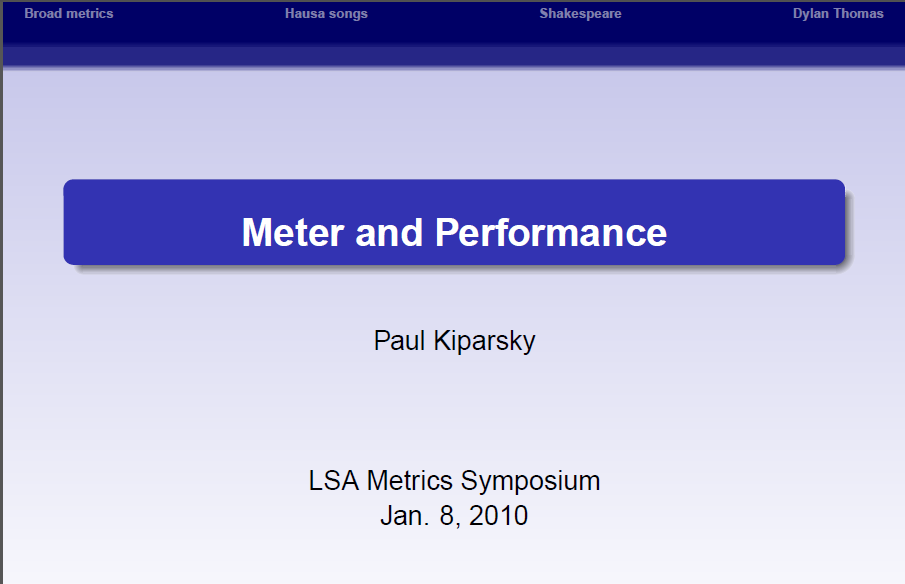 Broad metrics Hausa songs Shakespeare Dylan Thomas
Meter and Performance
Paul Kiparsky
LSA Metrics Symposium
Jan. 8, 2010